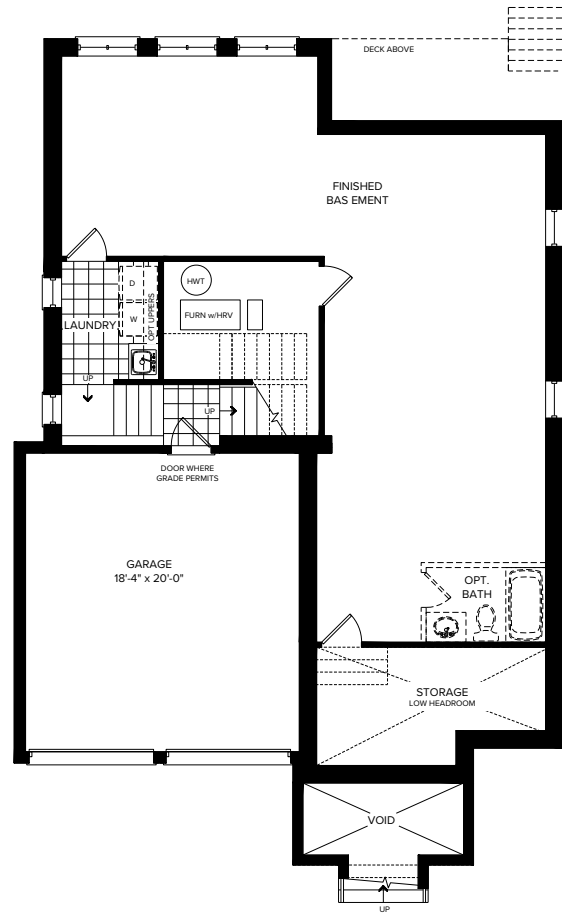 DECK ABOVE
FINISHED
BAS EMENT
HWT
D
FURN w/HRV
W
OPT UPPERS
LAUNDRY
UP
UP
DOOR WHERE
GRADE PERMITS
GARAGE
18'-4" x 20'-0"
OPT.
BATH
STORAGE
LOW HEADROOM
VOID
UP